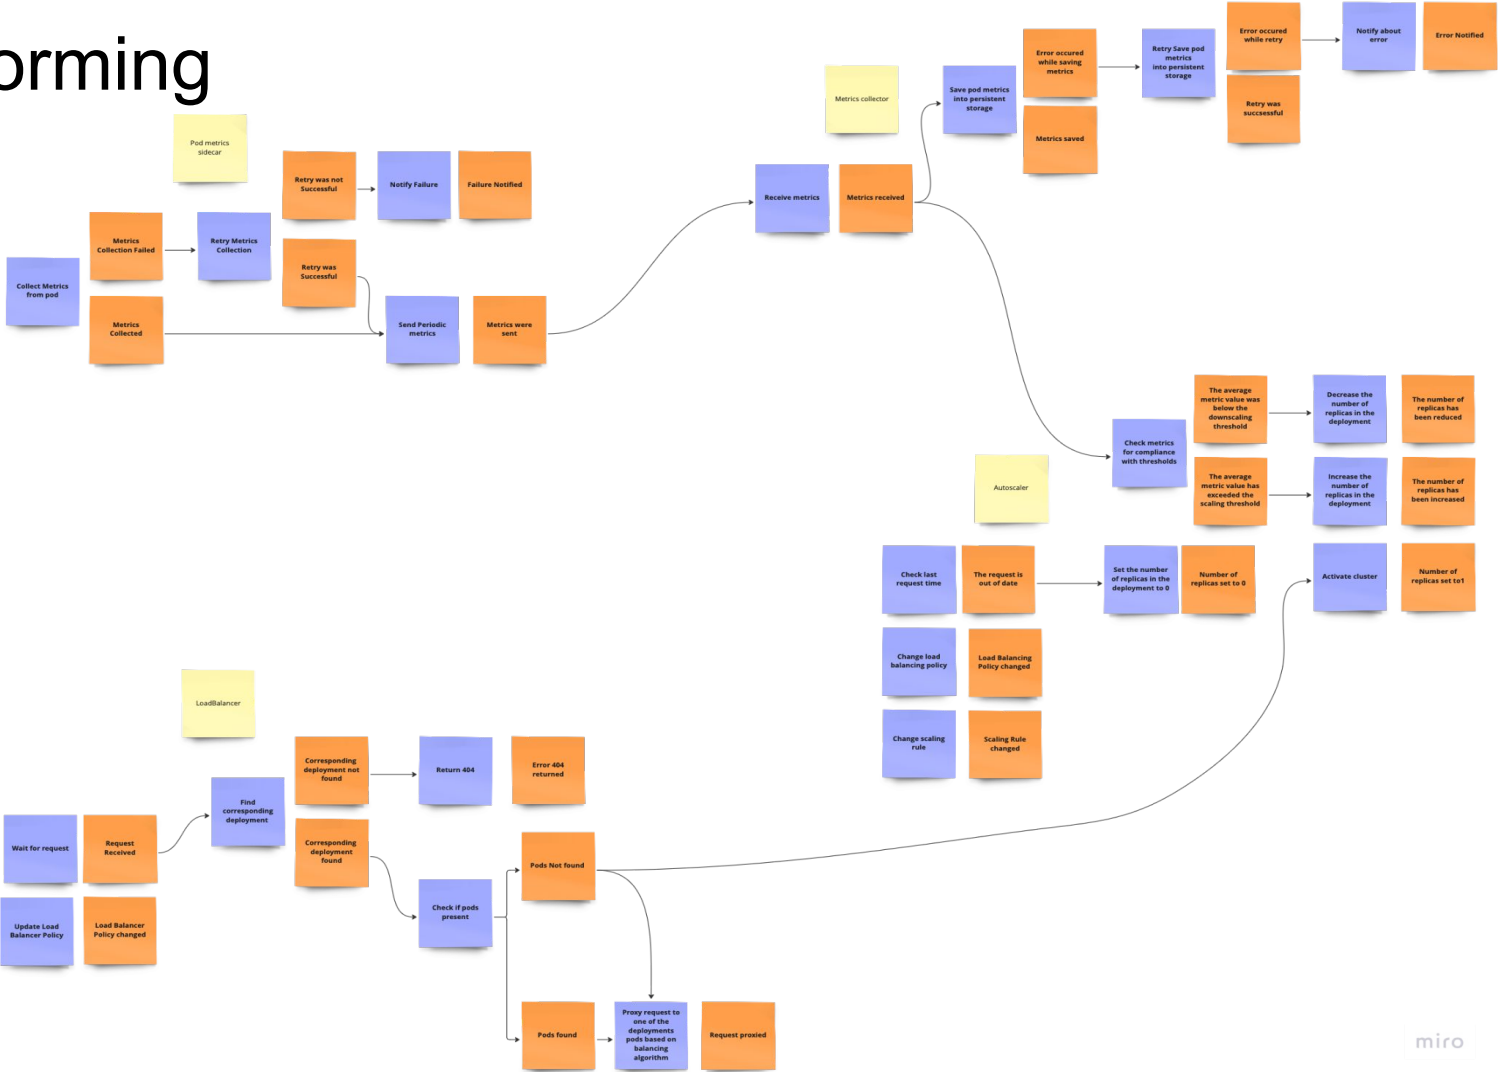 orming
Pod metrics
sidecar
Retry was not
Successful
Notify Failure
Failure Notified
Metrics
Collection Failed
Retry Metrics
Collection
Retry was
Successful
Collect Metrics
from pod
Metrics
Collected
Send Periodic
metrics
Metrics were
sent
Metrics collector
Receive metrics
Metrics received
Save pod metrics
into persistent
storage
Error occured
while saving
metrics
Metrics saved
Retry Save pod
metrics
into persistent
storage
Error occured
while retry
Retry was
succsessful
Notify about
error
Error Notified
Autoscaler
Check metrics
for compliance
with thresholds
The average
metric value was
below the
downscaling
threshold
Decrease the
number of
replicas in the
deployment
The number of
replicas has
been reduced
The average
metric value has
exceeded the
scaling threshold
Increase the
number of
replicas in the
deployment
The number of
replicas has
been increased
Check last
request time
The request is
out of date
Set the number
of replicas in the
deployment to 0
Number of
replicas set to 0
Activate cluster
Number of
replicas set to1
Change load
balancing policy
Load Balancing
Policy changed
Change scaling
rule
Scaling Rule
changed
LoadBalancer
Wait for request
Request
Received
Find
corresponding
deployment
Corresponding
deployment not
found
Return 404
Error 404
returned
Corresponding
deployment
found
Update Load
Balancer Policy
Load Balancer
Policy changed
Check if pods
present
Pods Not found
Pods found
Proxy request to
one of the
deployments
pods based on
balancing
algorithm
Request proxied
miro